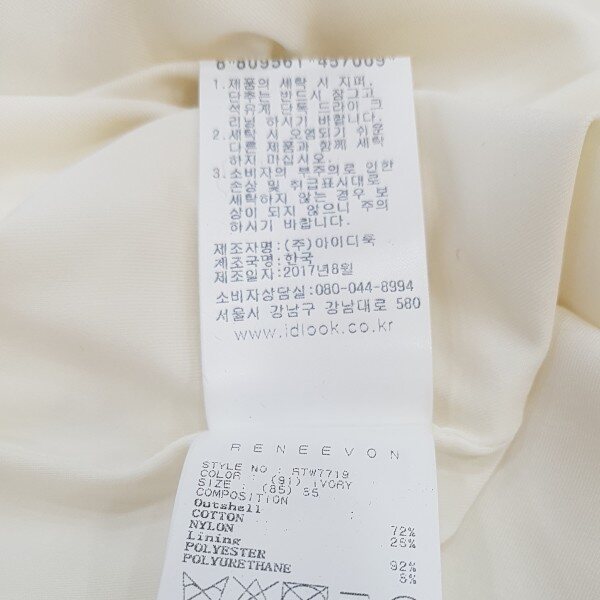 8 809561 457009
1. 제품의 세탁 시 지퍼,
단추는 반드시 잠그고
석유계 단독 드라이크
리닝 하시기 바랍니다.
2. 세탁 시 오염되기 쉬운
다른 제품과 함께 세탁
하지 마십시오.
3. 소비자의 부주의로 인한
손상 및 취급표시대로
세탁하지 않는 경우 보
상이 되지 않으니 주의
하시기 바랍니다.
제조자명:(주)아이디룩
제조국명:한국
제조일자:2017년8월
소비자상담실:080-044-8994
서울시 강남구 강남대로 580
www.idlook.co.kr
RENEEVON
STYLE NO : RTW7719
COLOR : (91) IVORY
SIZE : (85) 55
COMPOSITION
Outshell
COTTON 72%
NYLON 28%
Lining
POLYESTER 92%
POLYURETHANE 8%